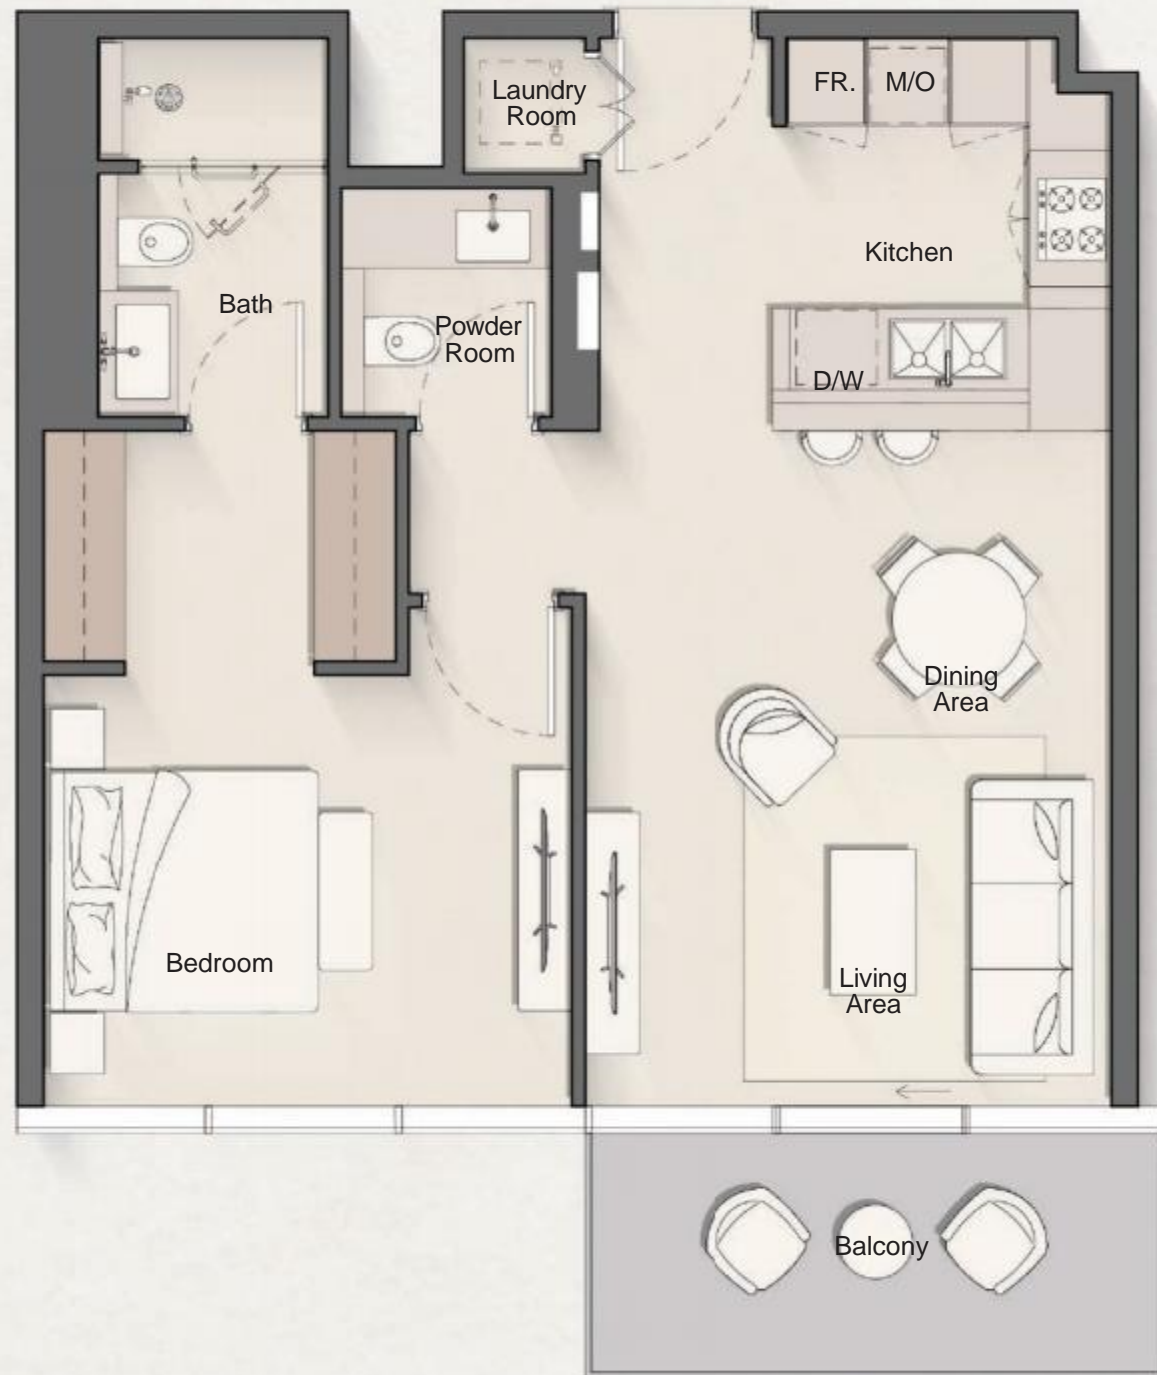 Laundry
Room
FR.
M/O
Kitchen
Bath
Powder
Room
D/W
Dining
Area
Bedroom
Living
Area
Balcony